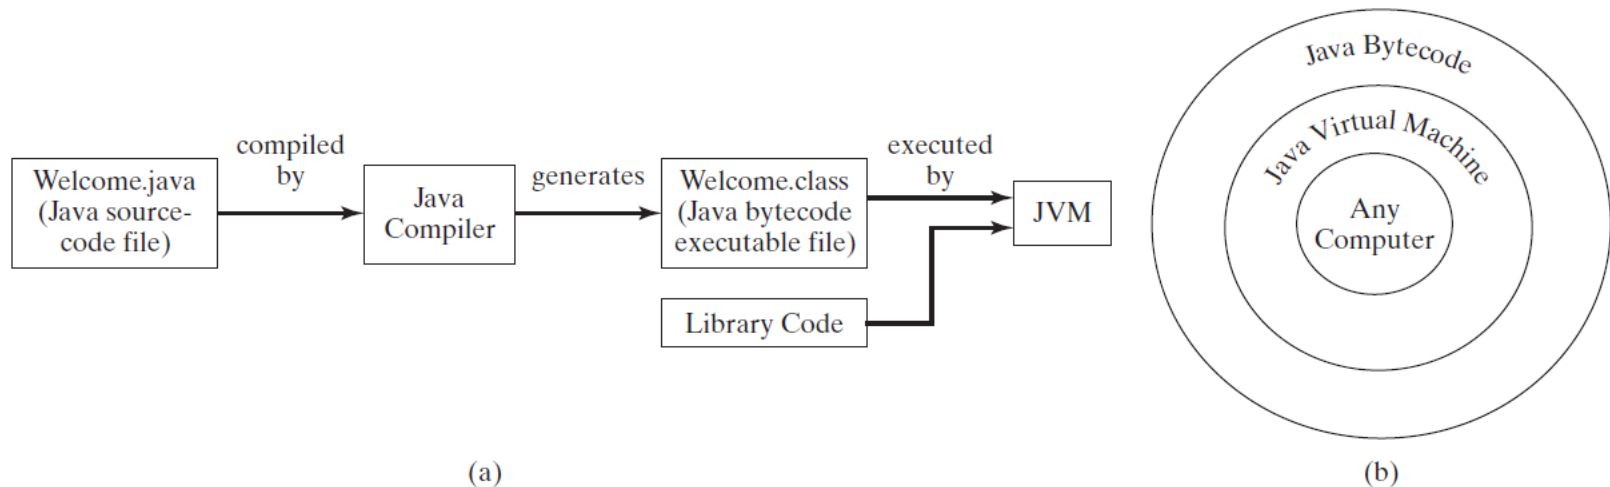 compiled
by
Welcome.java
(Java source-
code file)
Java
Compiler
generates
Welcome.class
(Java bytecode
executable file)
executed
by
JVM
Library Code
(a)
Java Bytecode
Java Virtual Machine
Any
Computer
(b)